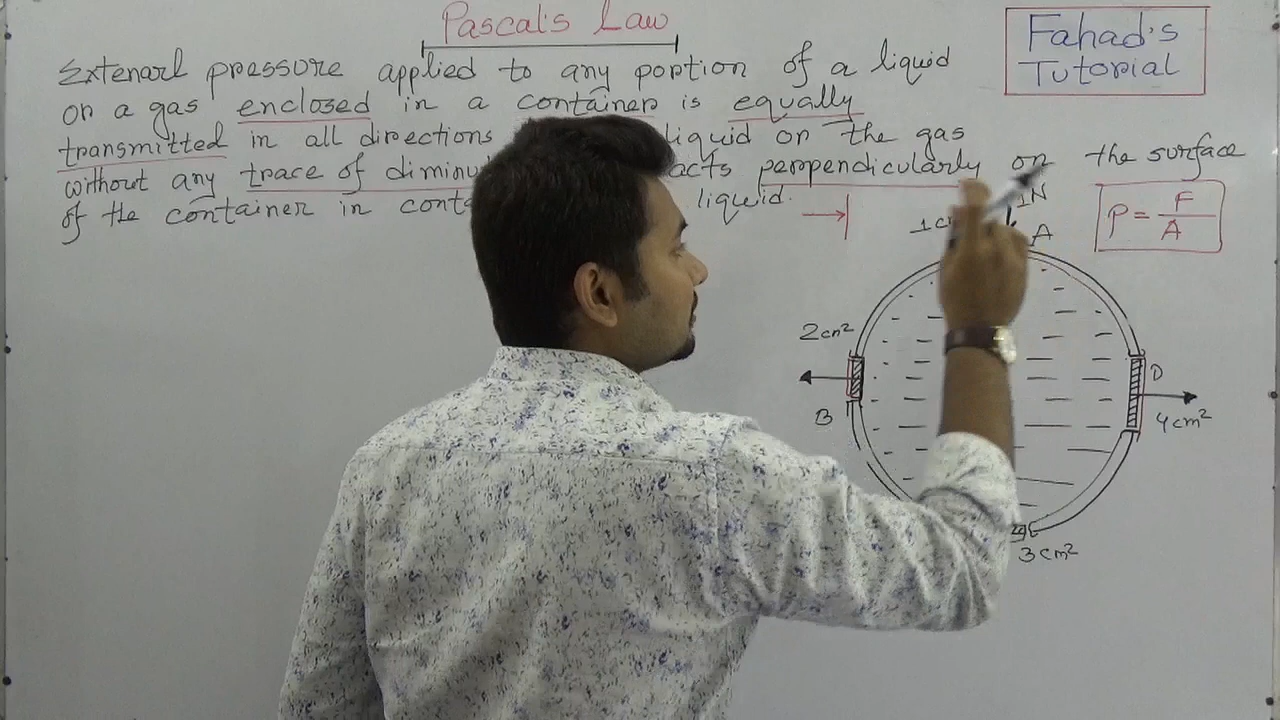 Pascal's Law
Fahad's
Tutorial
Extenarl pressure applied to any portion of a liquid
or a gas enclosed in a container is equally
transmitted in all directions liquid or the gas
without any trace of diminu acts perpendicularly on the surface
of the container in conta liquid.
P = F/A
1N
1c
A
2cm²
B
D
4cm²
3cm²